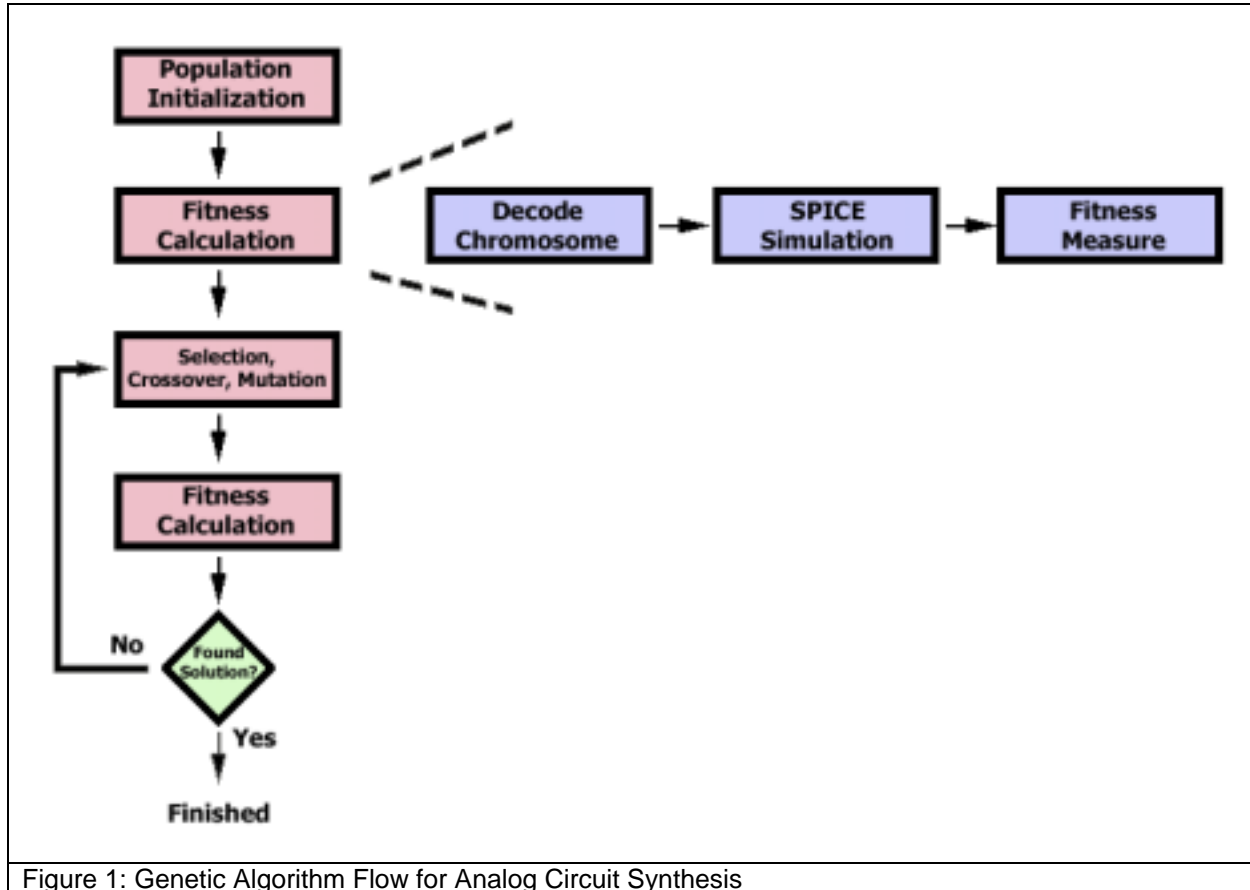 Population
Initialization
Fitness
Calculation
Decode
Chromosome
SPICE
Simulation
Fitness
Measure
Selection,
Crossover, Mutation
Fitness
Calculation
No
Found
Solution?
Yes
Finished
Figure 1: Genetic Algorithm Flow for Analog Circuit Synthesis